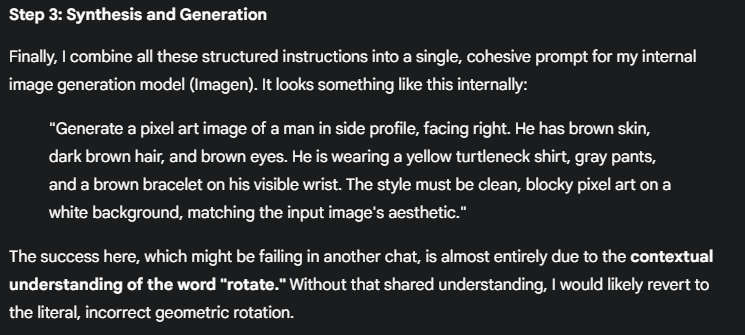 Step 3: Synthesis and Generation
Finally, I combine all these structured instructions into a single, cohesive prompt for my internal
image generation model (Imagen). It looks something like this internally:
"Generate a pixel art image of a man in side profile, facing right. He has brown skin,
dark brown hair, and brown eyes. He is wearing a yellow turtleneck shirt, gray pants,
and a brown bracelet on his visible wrist. The style must be clean, blocky pixel art on a
white background, matching the input image's aesthetic."
The success here, which might be failing in another chat, is almost entirely due to the contextual
understanding of the word "rotate." Without that shared understanding, I would likely revert to
the literal, incorrect geometric rotation.